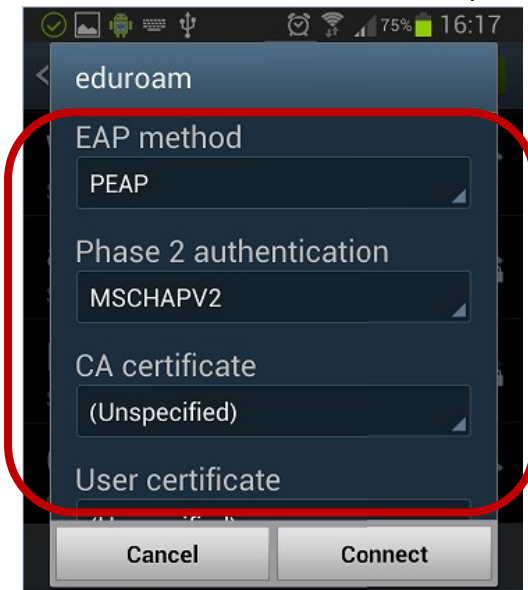 75% 16:17
eduroam
EAP method
PEAP
Phase 2 authentication
MSCHAPV2
CA certificate
(Unspecified)
User certificate
Cancel Connect